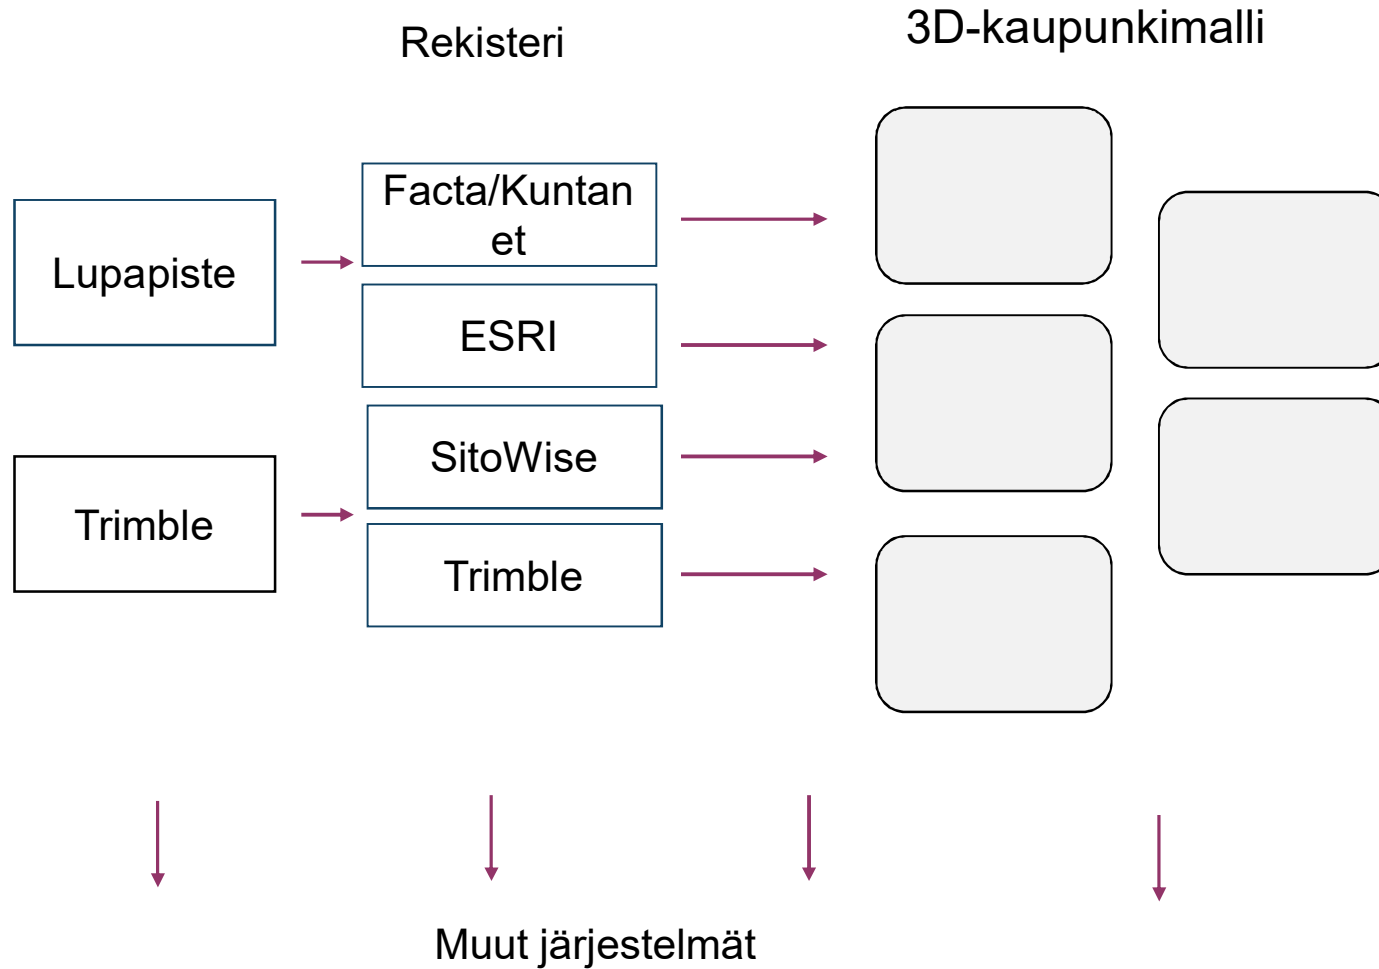 Rekisteri
3D-kaupunkimalli
Lupapiste
Trimble
Facta/Kuntan
et
ESRI
SitoWise
Trimble
Muut järjestelmät